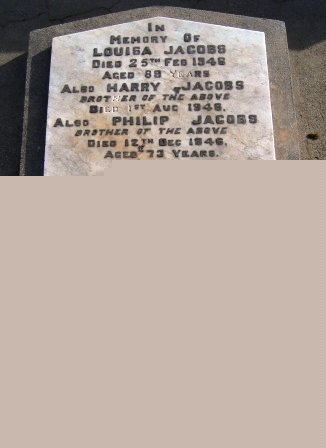 IN
MEMORY OF
LOUISA JACOBS
DIED 25TH FEB 1946
AGED 69 YEARS
ALSO HARRY JACOBS
BROTHER OF THE ABOVE
DIED 1ST AUG 1946.
ALSO PHILIP JACOBS
BROTHER OF THE ABOVE
DIED 12TH DEC 1946.
AGED 73 YEARS.